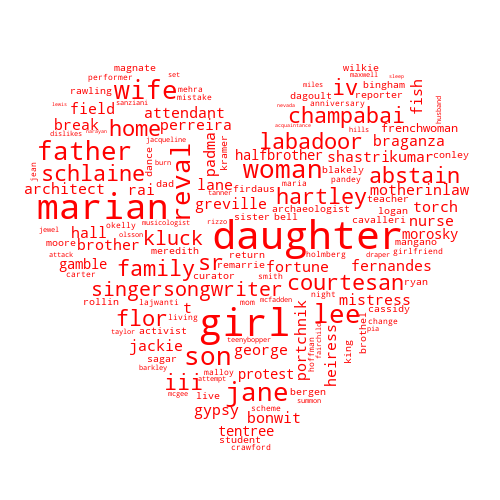 magnate
wilkie
performer
set
maxwell
sleep
rawling
wife
mehra
miles
iv
bingham
fish
mistake
dagoult
reporter
lewis
sanziani
anniversary
field
attendant
nevada
champabai
husband
break
home
perreira
acquaintance
dislikes
narayan
jacqueline
padma
kramer
labadoor
hills
frenchwoman
father
dance
halfbrother
shastrikumar
braganza
conley
jean
schlaine
burn
reval
woman
abstain
architect
rai
dad
lane
firdaus
maria
pandey
motherinlaw
marian
tanner
greville
hartley
teacher
torch
jewel
okelly
musicologist
rizzo
sister
bell
archaeologist
logan
nurse
hall
olsson
kluck
daughter
cavalleri
morosky
moore
brother
meredith
mangano
attack
gamble
family
sr
return
holmberg
girlfriend
carter
curator
remarrie
fortune
draper
fernandes
singersongwriter
smith
courtesan
ryan
rollin
lajwanti
mom
mcfadden
night
mistress
flor
t
living
girl
portchnik
lee
cassidy
taylor
activist
teenybopper
hoffman
fairchild
heiress
change
pia
jackie
son
george
king
brothel
sagar
malloy
protest
barkley
iii
attempt
jane
mcgee
live
bergen
gypsy
scheme
summon
bonwit
tentree
student
crawford